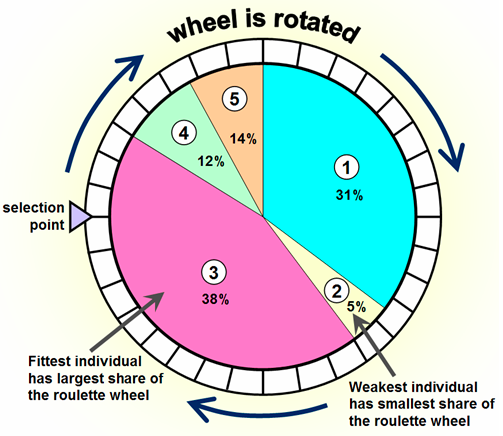 wheel is rotated
5
14%
4
12%
1
31%
selection
point
3
38%
2
5%
Fittest individual
has largest share of
the roulette wheel
Weakest individual
has smallest share of
the roulette wheel